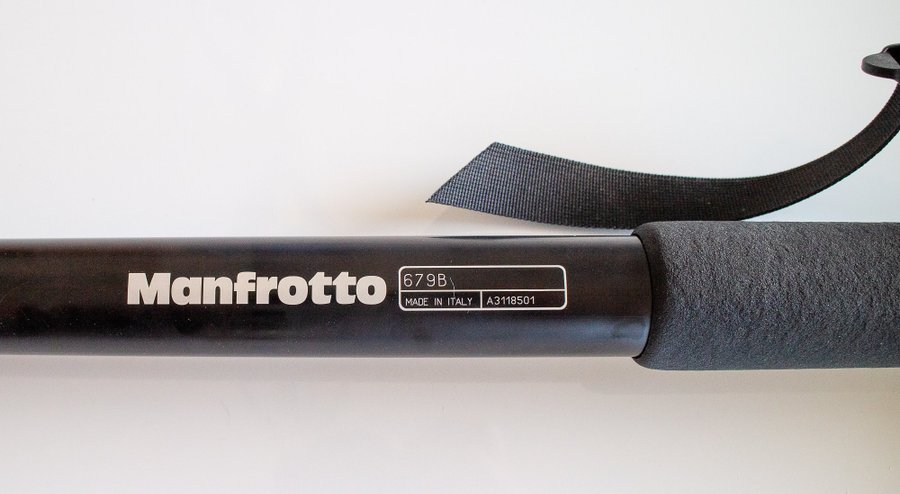 Manfrotto
679B
MADE IN ITALY A3118501